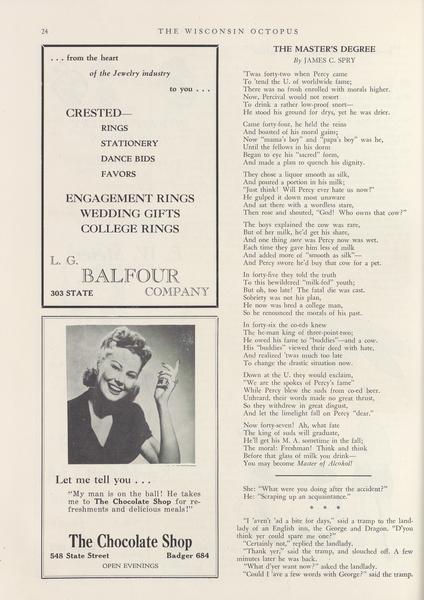 24
THE WISCONSIN OCTOPUS
. . . from the heart
of the Jewelry industry
to you . . .
CRESTED—
RINGS
STATIONERY
DANCE BIDS
FAVORS
ENGAGEMENT RINGS
WEDDING GIFTS
COLLEGE RINGS
L. G.
BALFOUR
303 STATE
COMPANY
Let me tell you . . .
"My man is on the ball! He takes
me to The Chocolate Shop for re-
freshments and delicious meals!"
The Chocolate Shop
548 State Street
Badger 684
OPEN EVENINGS
THE MASTER'S DEGREE
By JAMES C. SPRY
'Twas forty-two when Percy came
To 'tend the U. of worldwide fame;
There was no frosh enrolled with morals higher.
Now, Percival would not resort
To drink a rather low-proof snort—
He stood his ground for drys, yet he was drier.
Came forty-four, he held the reins
And boasted of his moral gains;
Now "mama's boy" and "papa's boy" was he,
Until the fellows in his dorm
Began to eye his "sacred" form,
And made a plan to quench his dignity.
They chose a liquor smooth as silk,
And poured a portion in his milk;
"Just think! Will Percy ever hate us now?"
He gulped it down most unaware
And sat there with a wordless stare,
Then rose and shouted, "God! Who owns that cow?"
The boys explained the cow was rare,
But of her milk, he'd get his share,
And one thing sure was Percy now was wet.
Each time they gave him less of milk
And added more of "smooth as silk"—
And Percy swore he'd buy that cow for a pet.
In forty-five they told the truth
To this bewildered "milk-fed" youth;
But oh, too late! The fatal die was cast.
Sobriety was not his plan,
He now was bred a college man,
So he renounced the morals of his past.
In forty-six the co-eds knew
The he-man king of three-point-two;
He owed his fame to "buddies"—and a cow.
His "buddies" viewed their deed with hate,
And realized 'twas much too late
To change the drastic situation now.
Down at the U. they would exclaim,
"We are the spokes of Percy's fame"
While Percy blew the suds from co-ed beer.
Unheard, their words made no great thrust,
So they withdrew in great disgust,
And let the limelight fall on Percy "dear."
Now forty-seven! Ah, what fate
The king of suds will graduate,
He'll get his M. A. sometime in the fall;
The moral: Freshman! Think and think
Before that glass of milk you drink—
You may become Master of Alcohol!
She: "What were you doing after the accident?"
He: "Scraping up an acquaintance."
* * *
"I 'aven't 'ad a bite for days," said a tramp to the land-
lady of an English inn, the George and Dragon. "D'you
think yer could spare me one?"
"Certainly not," replied the landlady.
"Thank yer," said the tramp, and slouched off. A few
minutes later he was back.
"What d'yer want now?" asked the landlady.
"Could I 'ave a few words with George?" said the tramp.